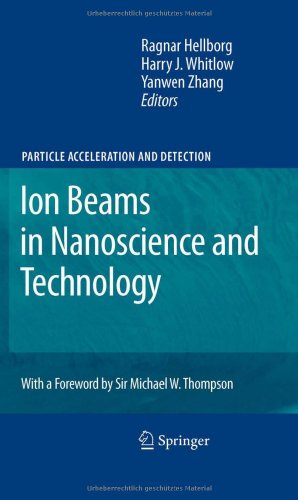 Urheberrechtlich geschütztes Material
Ragnar Hellborg
Harry J. Whitlow
Yanwen Zhang
Editors
PARTICLE ACCELERATION AND DETECTION
Ion Beams
in Nanoscience and
Technology
With a Foreword by Sir Michael W. Thompson
Springer
Urheberrechtlich geschütztes Material